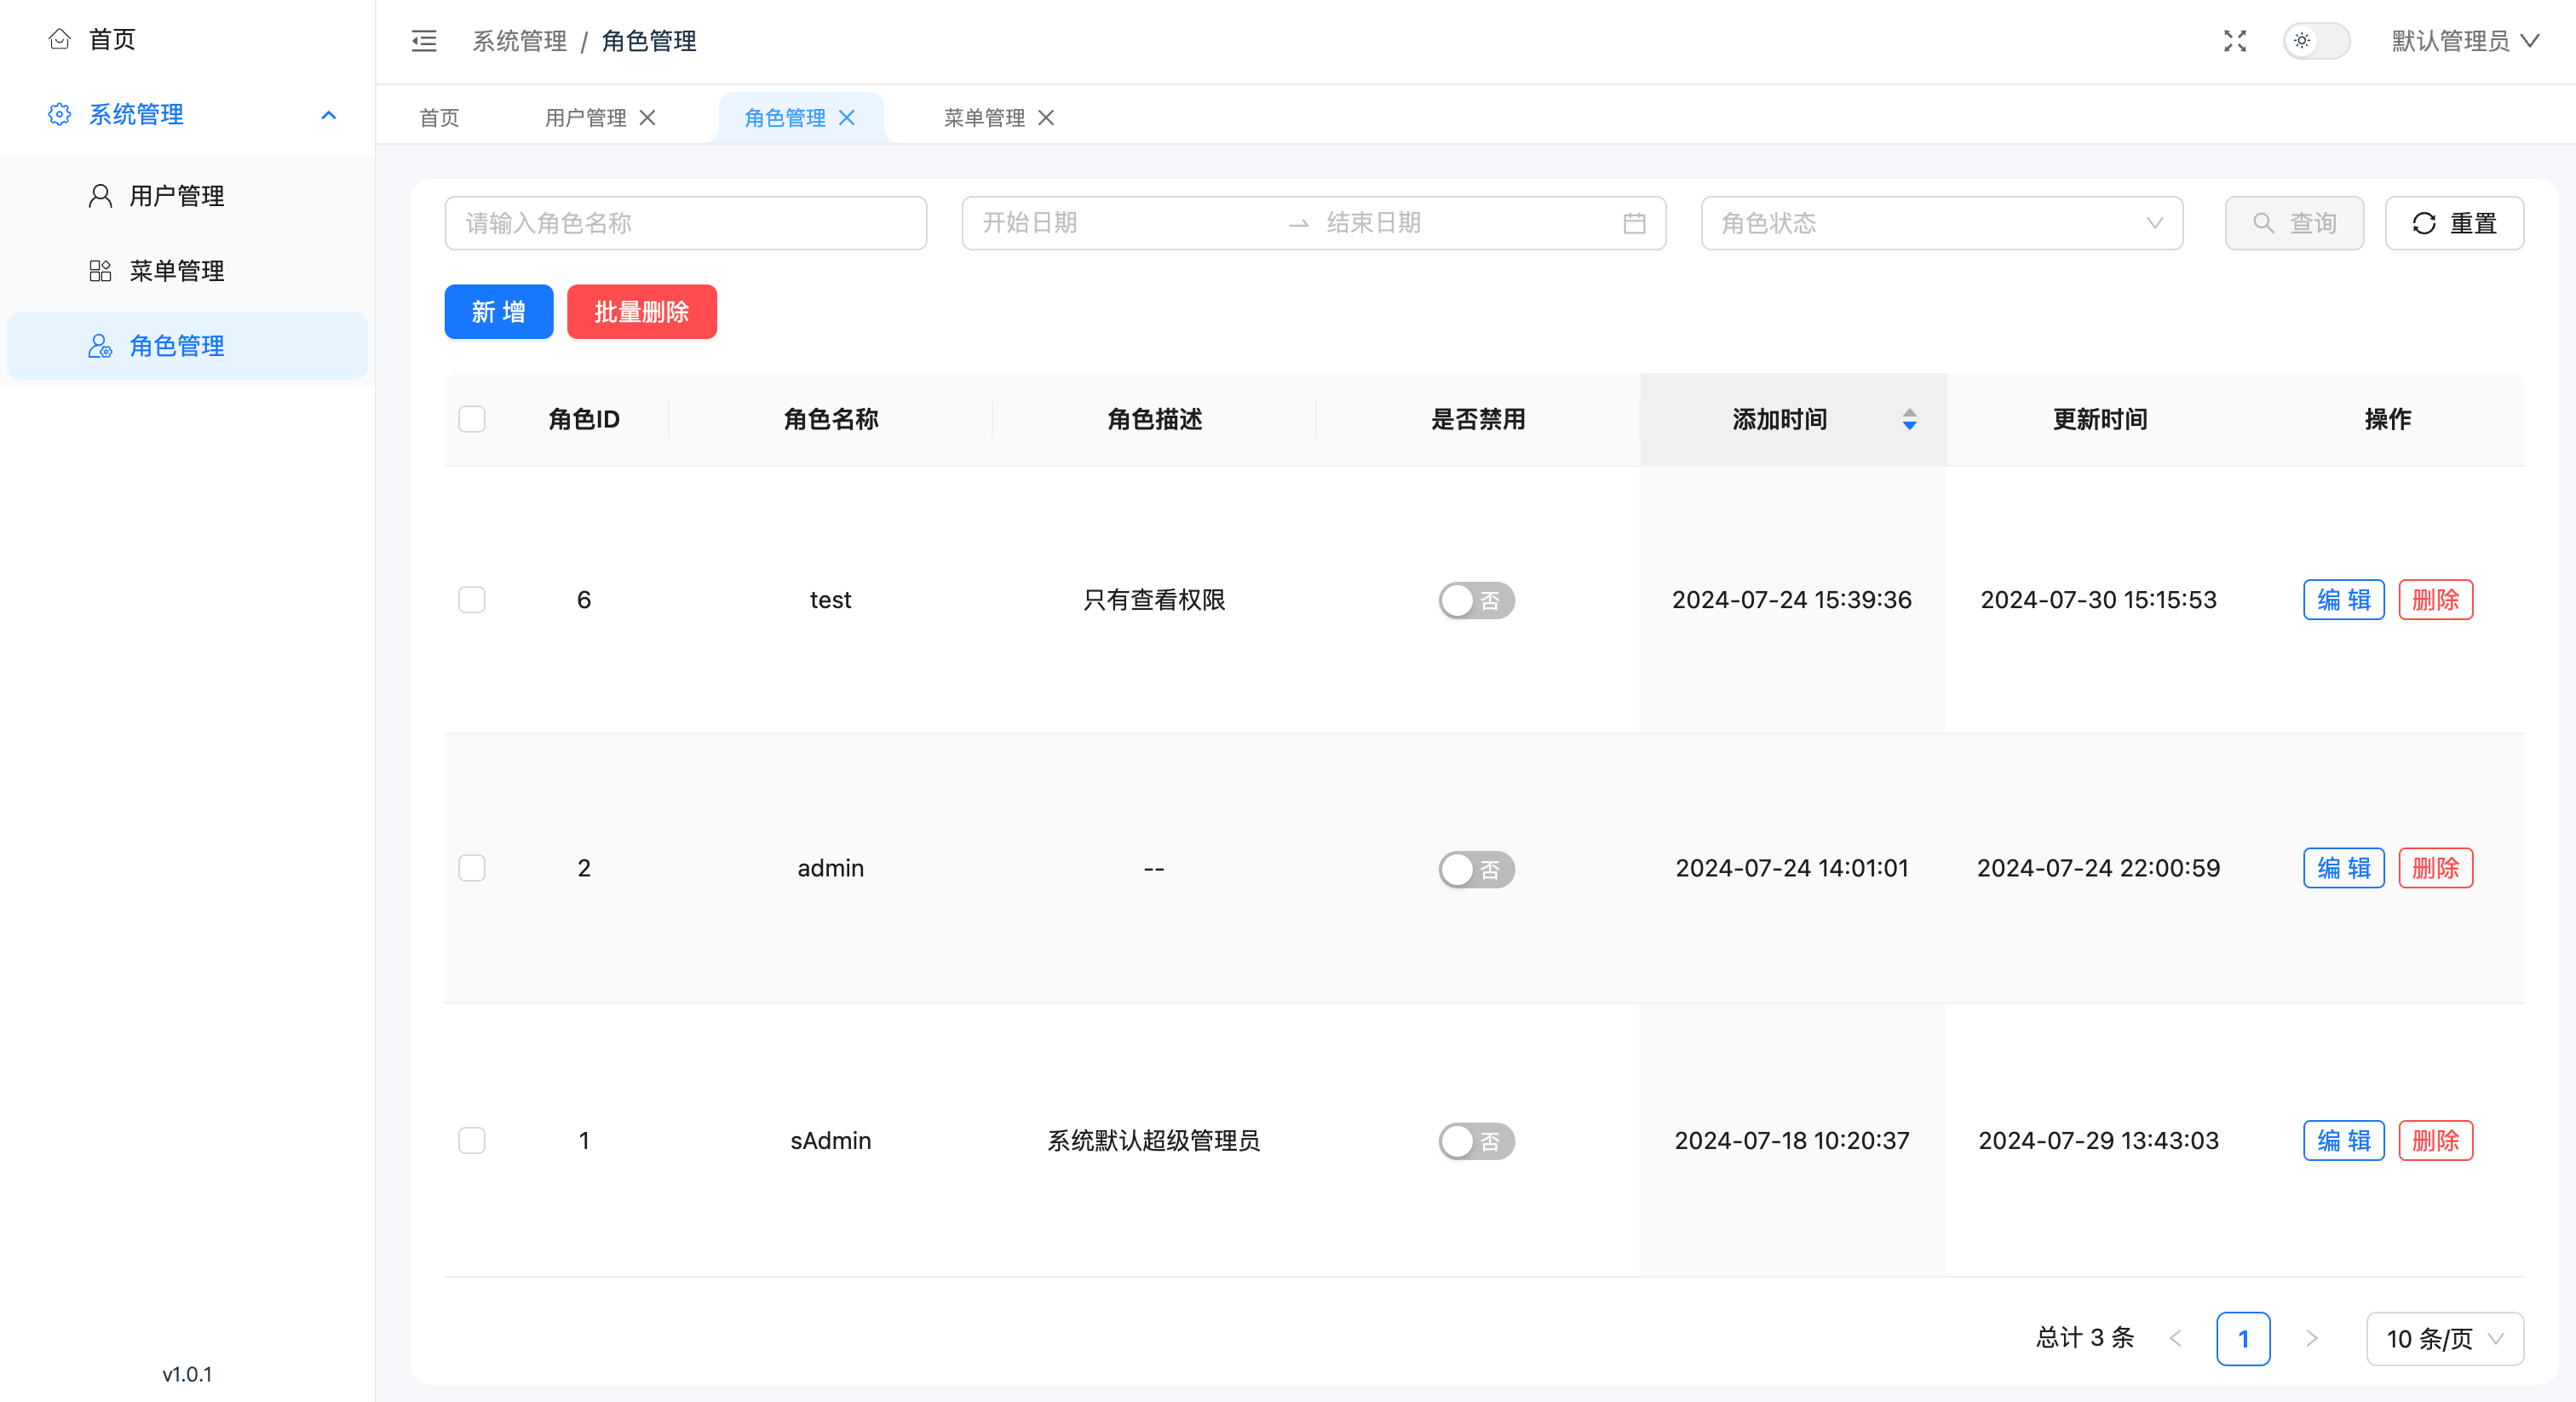 首页
系统管理
用户管理
菜单管理
角色管理
v1.0.1
系统管理 / 角色管理
默认管理员
首页 用户管理 角色管理 菜单管理
请输入角色名称 开始日期 结束日期 角色状态 查询 重置
新 增 批量删除
角色ID 角色名称 角色描述 是否禁用 添加时间 更新时间 操作
6 test 只有查看权限 否 2024-07-24 15:39:36 2024-07-30 15:15:53 编 辑 删除
2 admin -- 否 2024-07-24 14:01:01 2024-07-24 22:00:59 编 辑 删除
1 sAdmin 系统默认超级管理员 否 2024-07-18 10:20:37 2024-07-29 13:43:03 编 辑 删除
总计 3 条 1 10 条/页